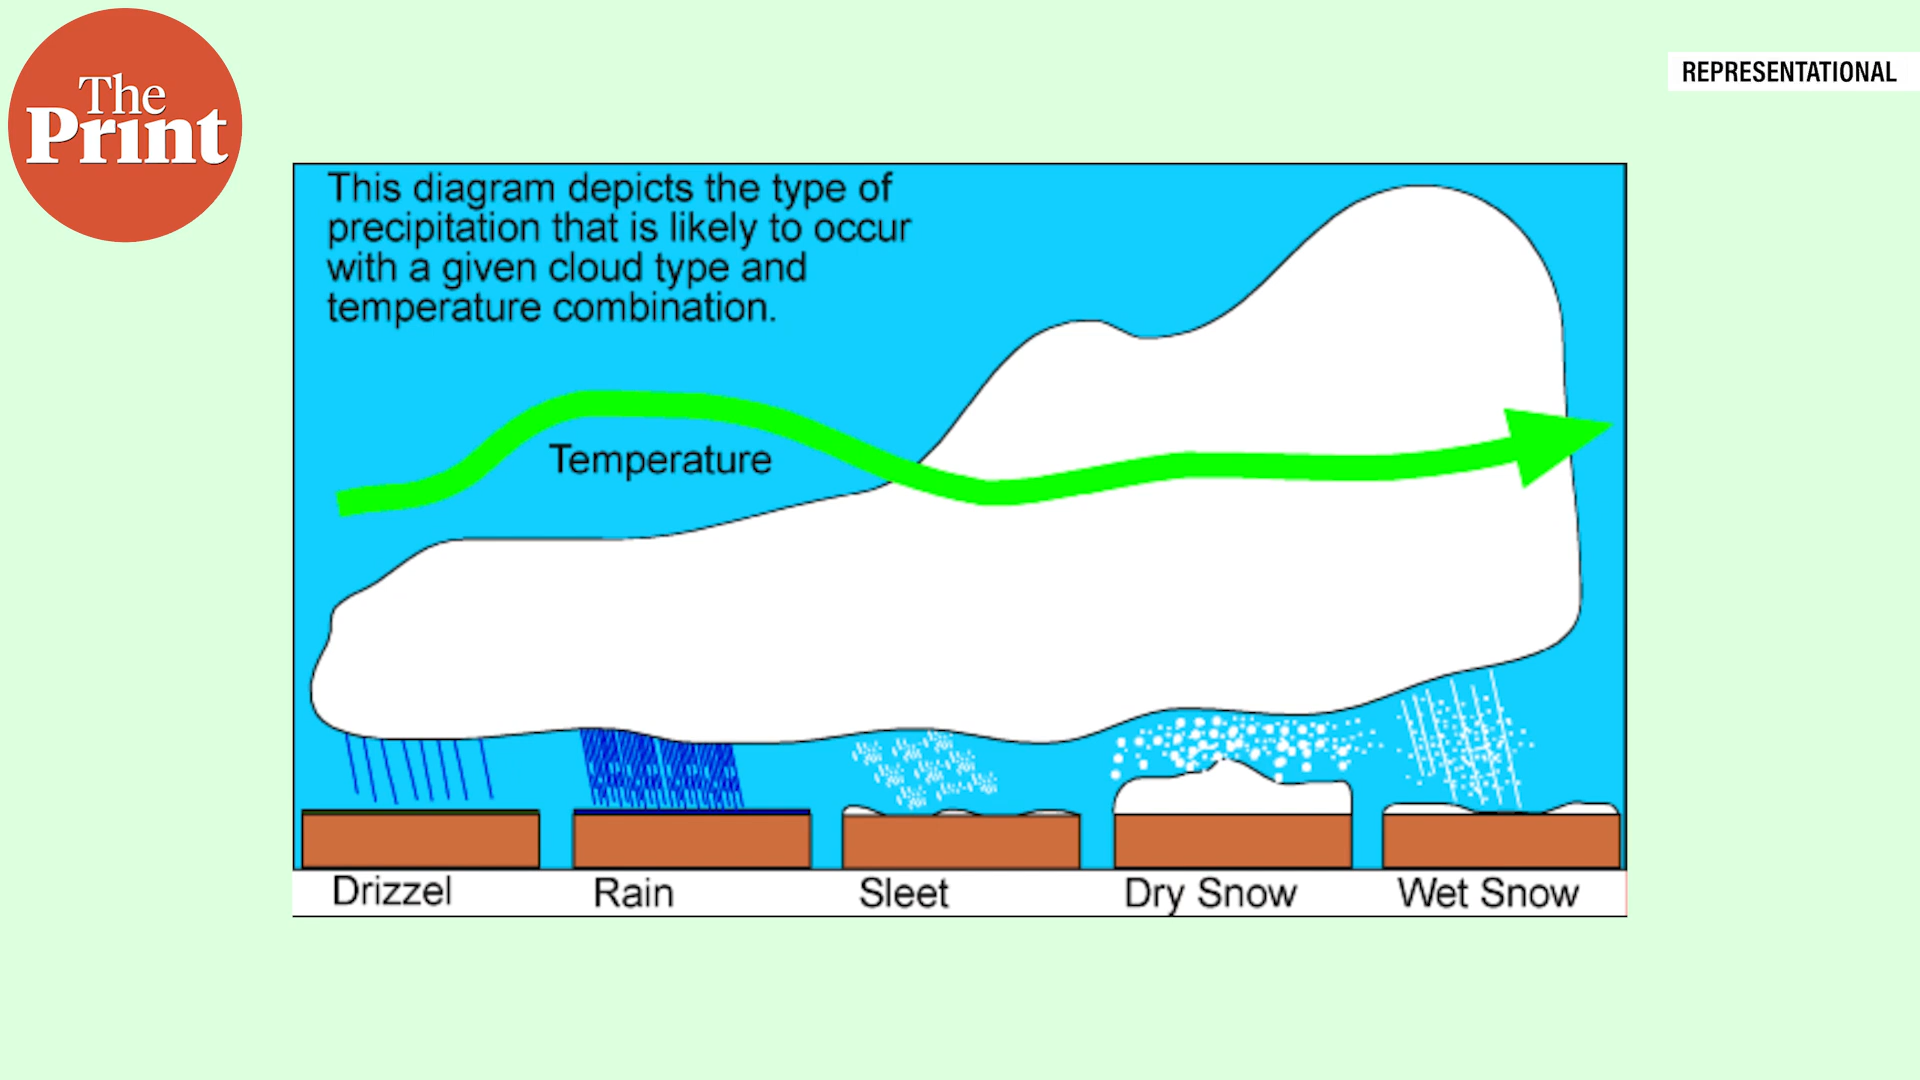 The
Print
REPRESENTATIONAL
This diagram depicts the type of
precipitation that is likely to occur
with a given cloud type and
temperature combination.
Temperature
Drizzel
Rain
Sleet
Dry Snow
Wet Snow